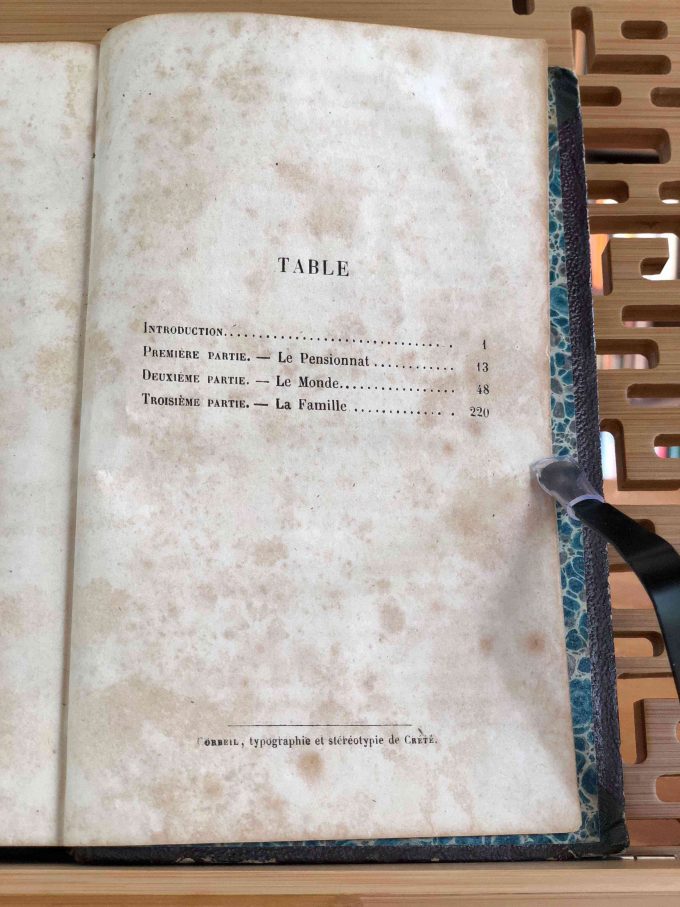 TABLE
INTRODUCTION................................ 1
PREMIÈRE PARTIE. — Le Pensionnat ............ 13
DEUXIÈME PARTIE. — Le Monde................. 48
TROISIÈME PARTIE. — La Famille .............. 220
CORBEIL, typographie et stéréotypie de CRÉTÉ.